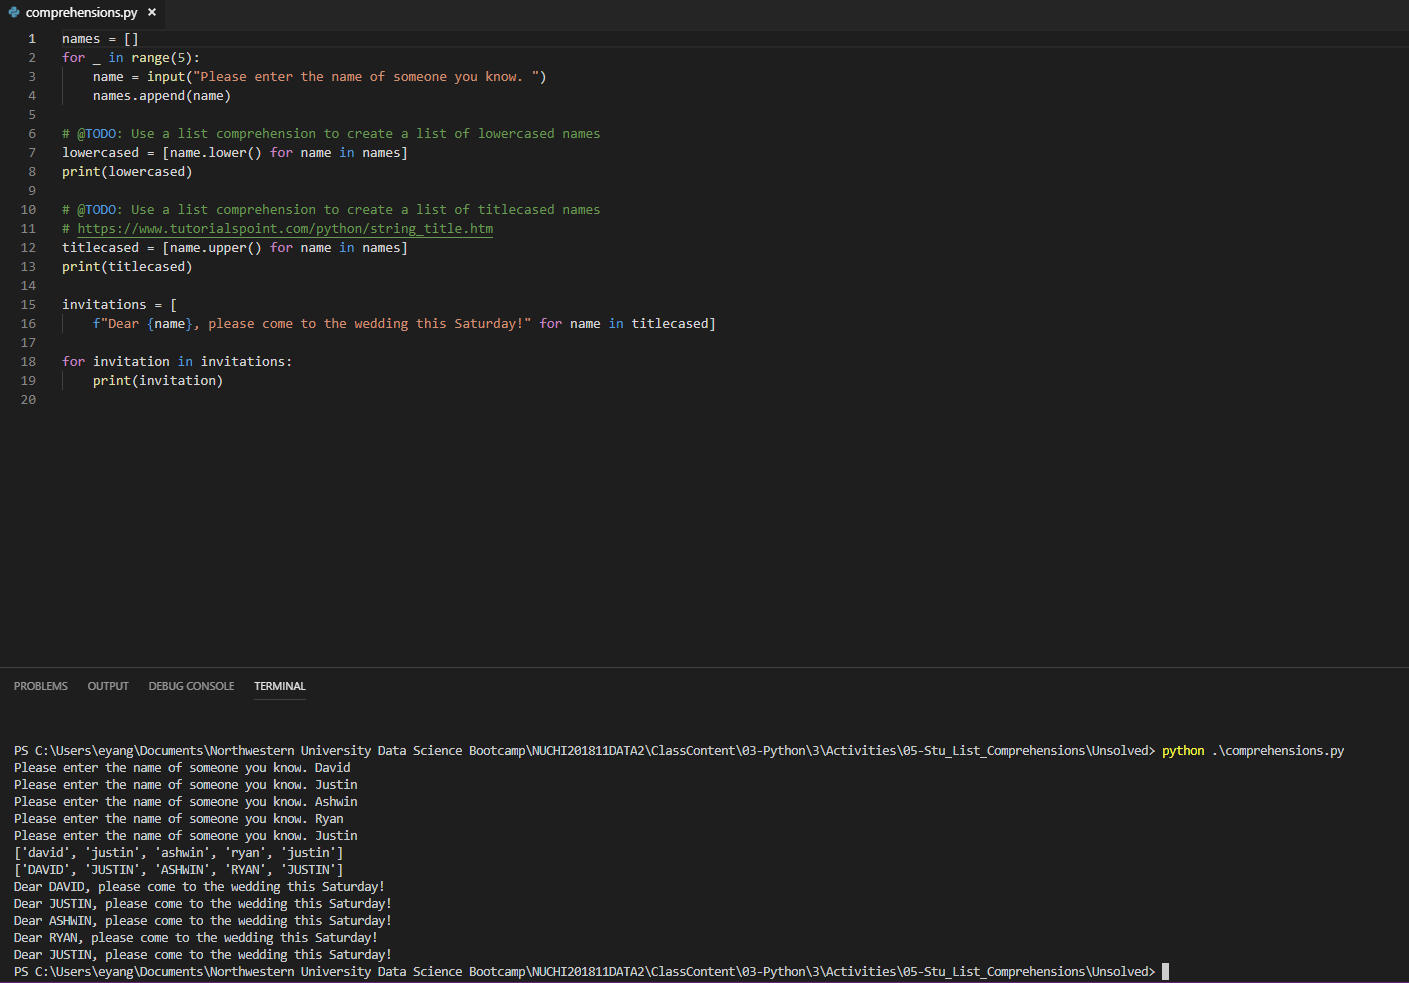 comprehensions.py ×
1 names = []
2 for _ in range(5):
3     name = input("Please enter the name of someone you know. ")
4     names.append(name)
5
6 # @TODO: Use a list comprehension to create a list of lowercased names
7 lowercased = [name.lower() for name in names]
8 print(lowercased)
9
10 # @TODO: Use a list comprehension to create a list of titlecased names
11 # https://www.tutorialspoint.com/python/string_title.htm
12 titlecased = [name.upper() for name in names]
13 print(titlecased)
14
15 invitations = [
16     f"Dear {name}, please come to the wedding this Saturday!" for name in titlecased]
17
18 for invitation in invitations:
19     print(invitation)
20
PROBLEMS OUTPUT DEBUG CONSOLE TERMINAL
PS C:\Users\eyang\Documents\Northwestern University Data Science Bootcamp\NUCHI201811DATA2\ClassContent\03-Python\3\Activities\05-Stu_List_Comprehensions\Unsolved> python .\comprehensions.py
Please enter the name of someone you know. David
Please enter the name of someone you know. Justin
Please enter the name of someone you know. Ashwin
Please enter the name of someone you know. Ryan
Please enter the name of someone you know. Justin
['david', 'justin', 'ashwin', 'ryan', 'justin']
['DAVID', 'JUSTIN', 'ASHWIN', 'RYAN', 'JUSTIN']
Dear DAVID, please come to the wedding this Saturday!
Dear JUSTIN, please come to the wedding this Saturday!
Dear ASHWIN, please come to the wedding this Saturday!
Dear RYAN, please come to the wedding this Saturday!
Dear JUSTIN, please come to the wedding this Saturday!
PS C:\Users\eyang\Documents\Northwestern University Data Science Bootcamp\NUCHI201811DATA2\ClassContent\03-Python\3\Activities\05-Stu_List_Comprehensions\Unsolved>